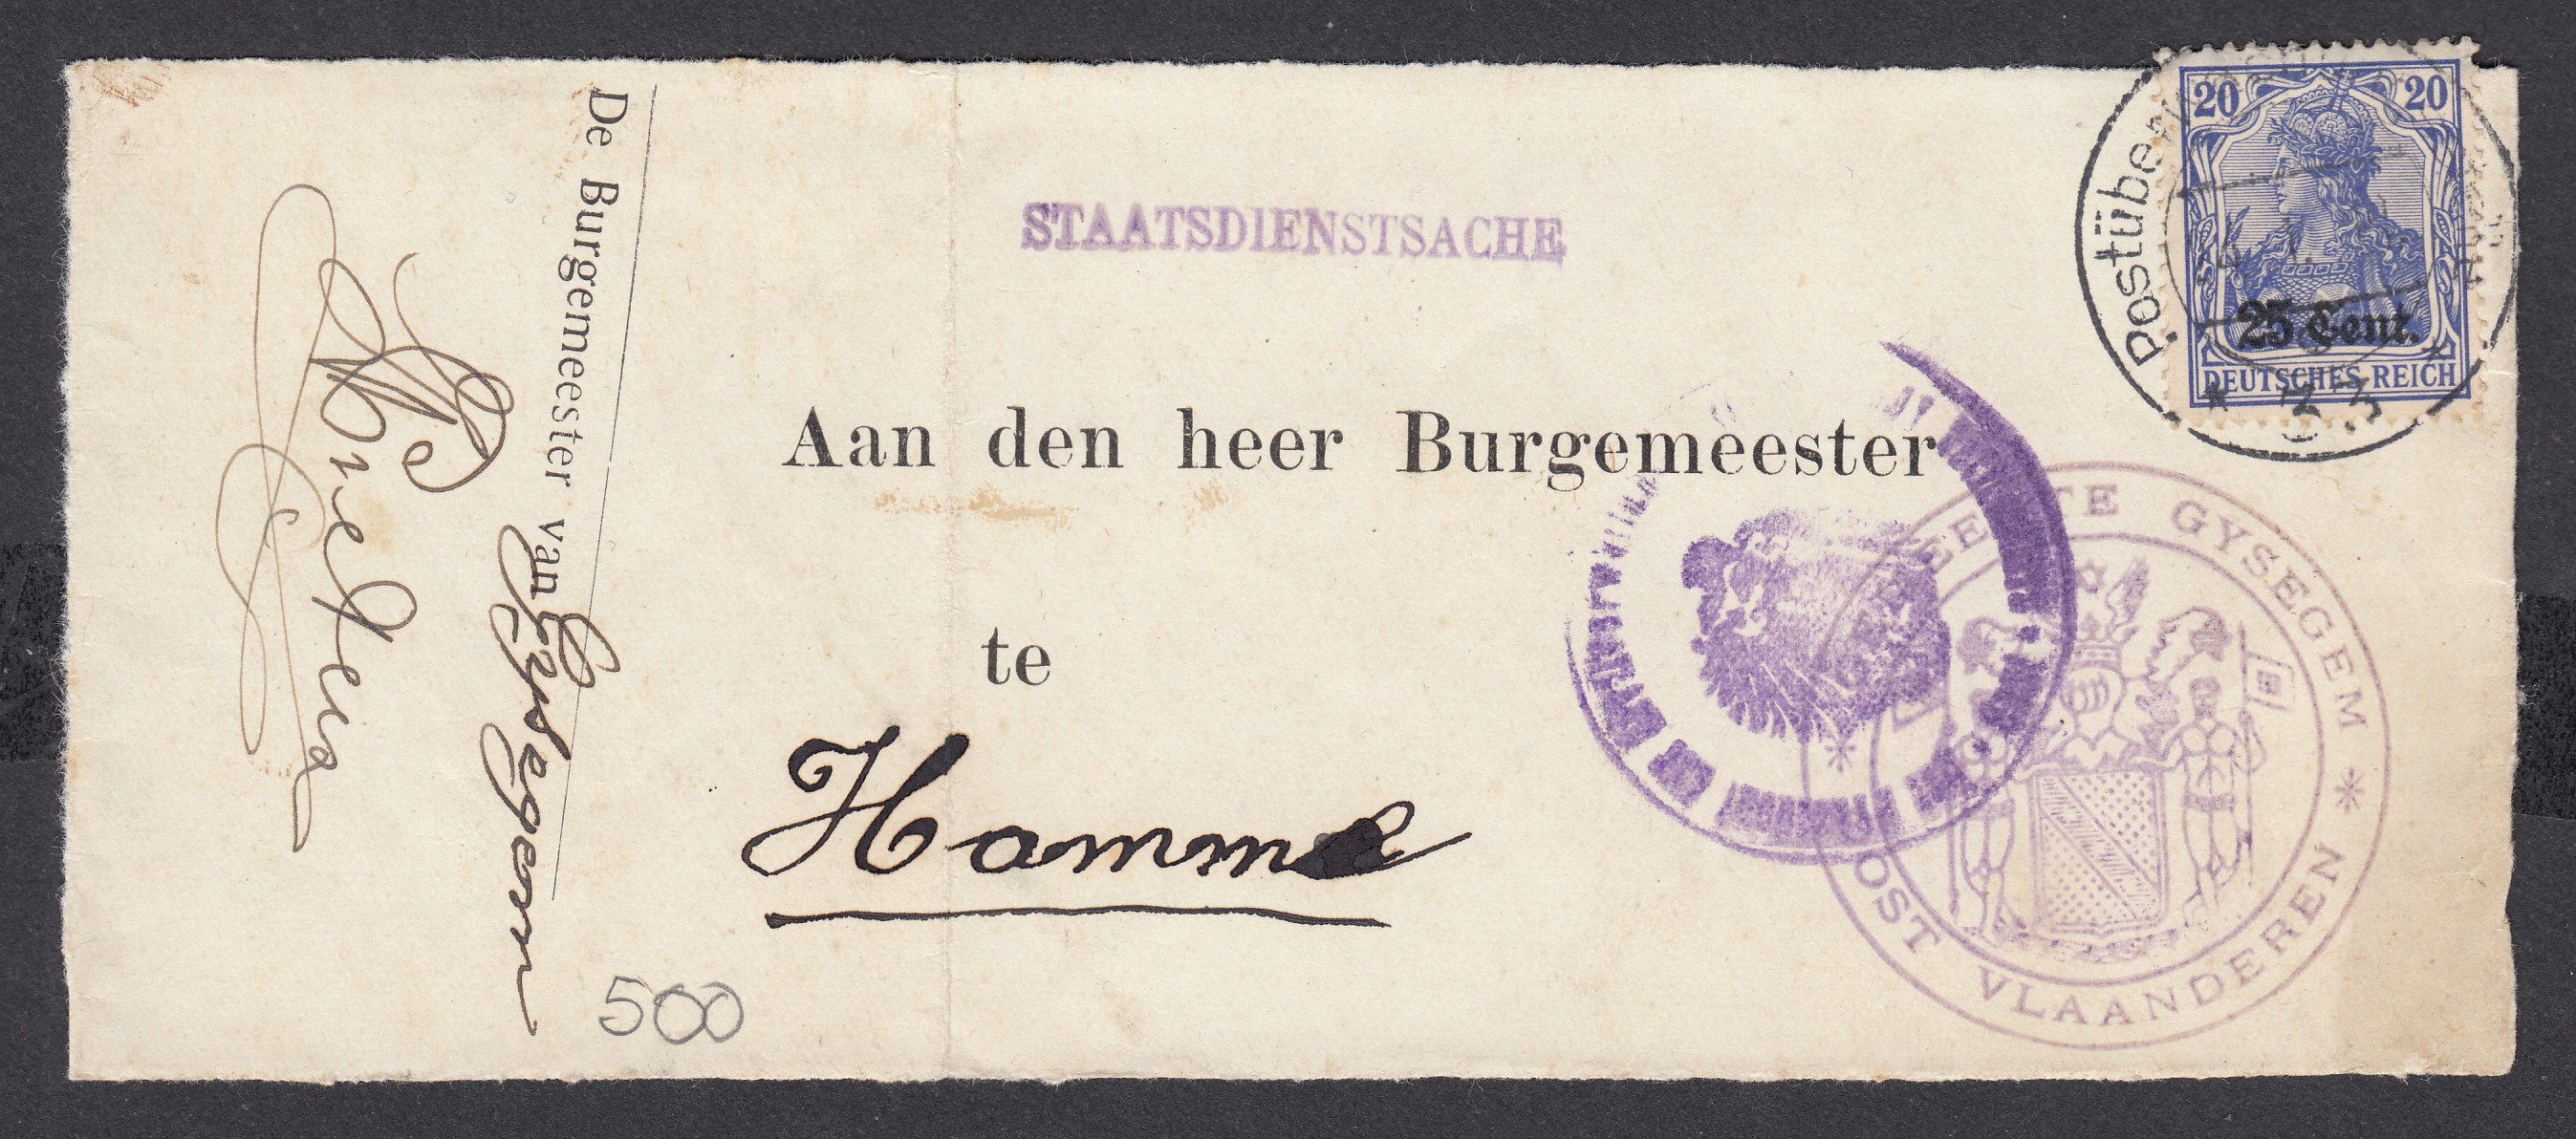 De Burgemeester van Gysegem
STAATSDIENSTSACHE
20 20
25 Cent.
DEUTSCHES REICH
Aan den heer Burgemeester
te
Hamme
GEMEENTE GYSEGEM
OOST VLAANDEREN
500